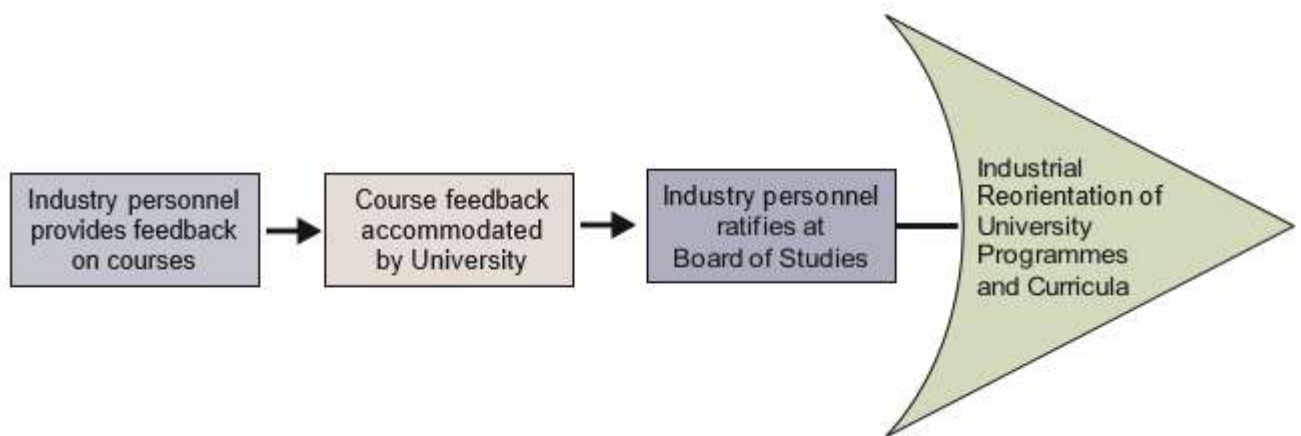 Industry personnel
provides feedback
on courses
Course feedback
accommodated
by University
Industry personnel
ratifies at
Board of Studies
Industrial
Reorientation of
University
Programmes
and Curricula